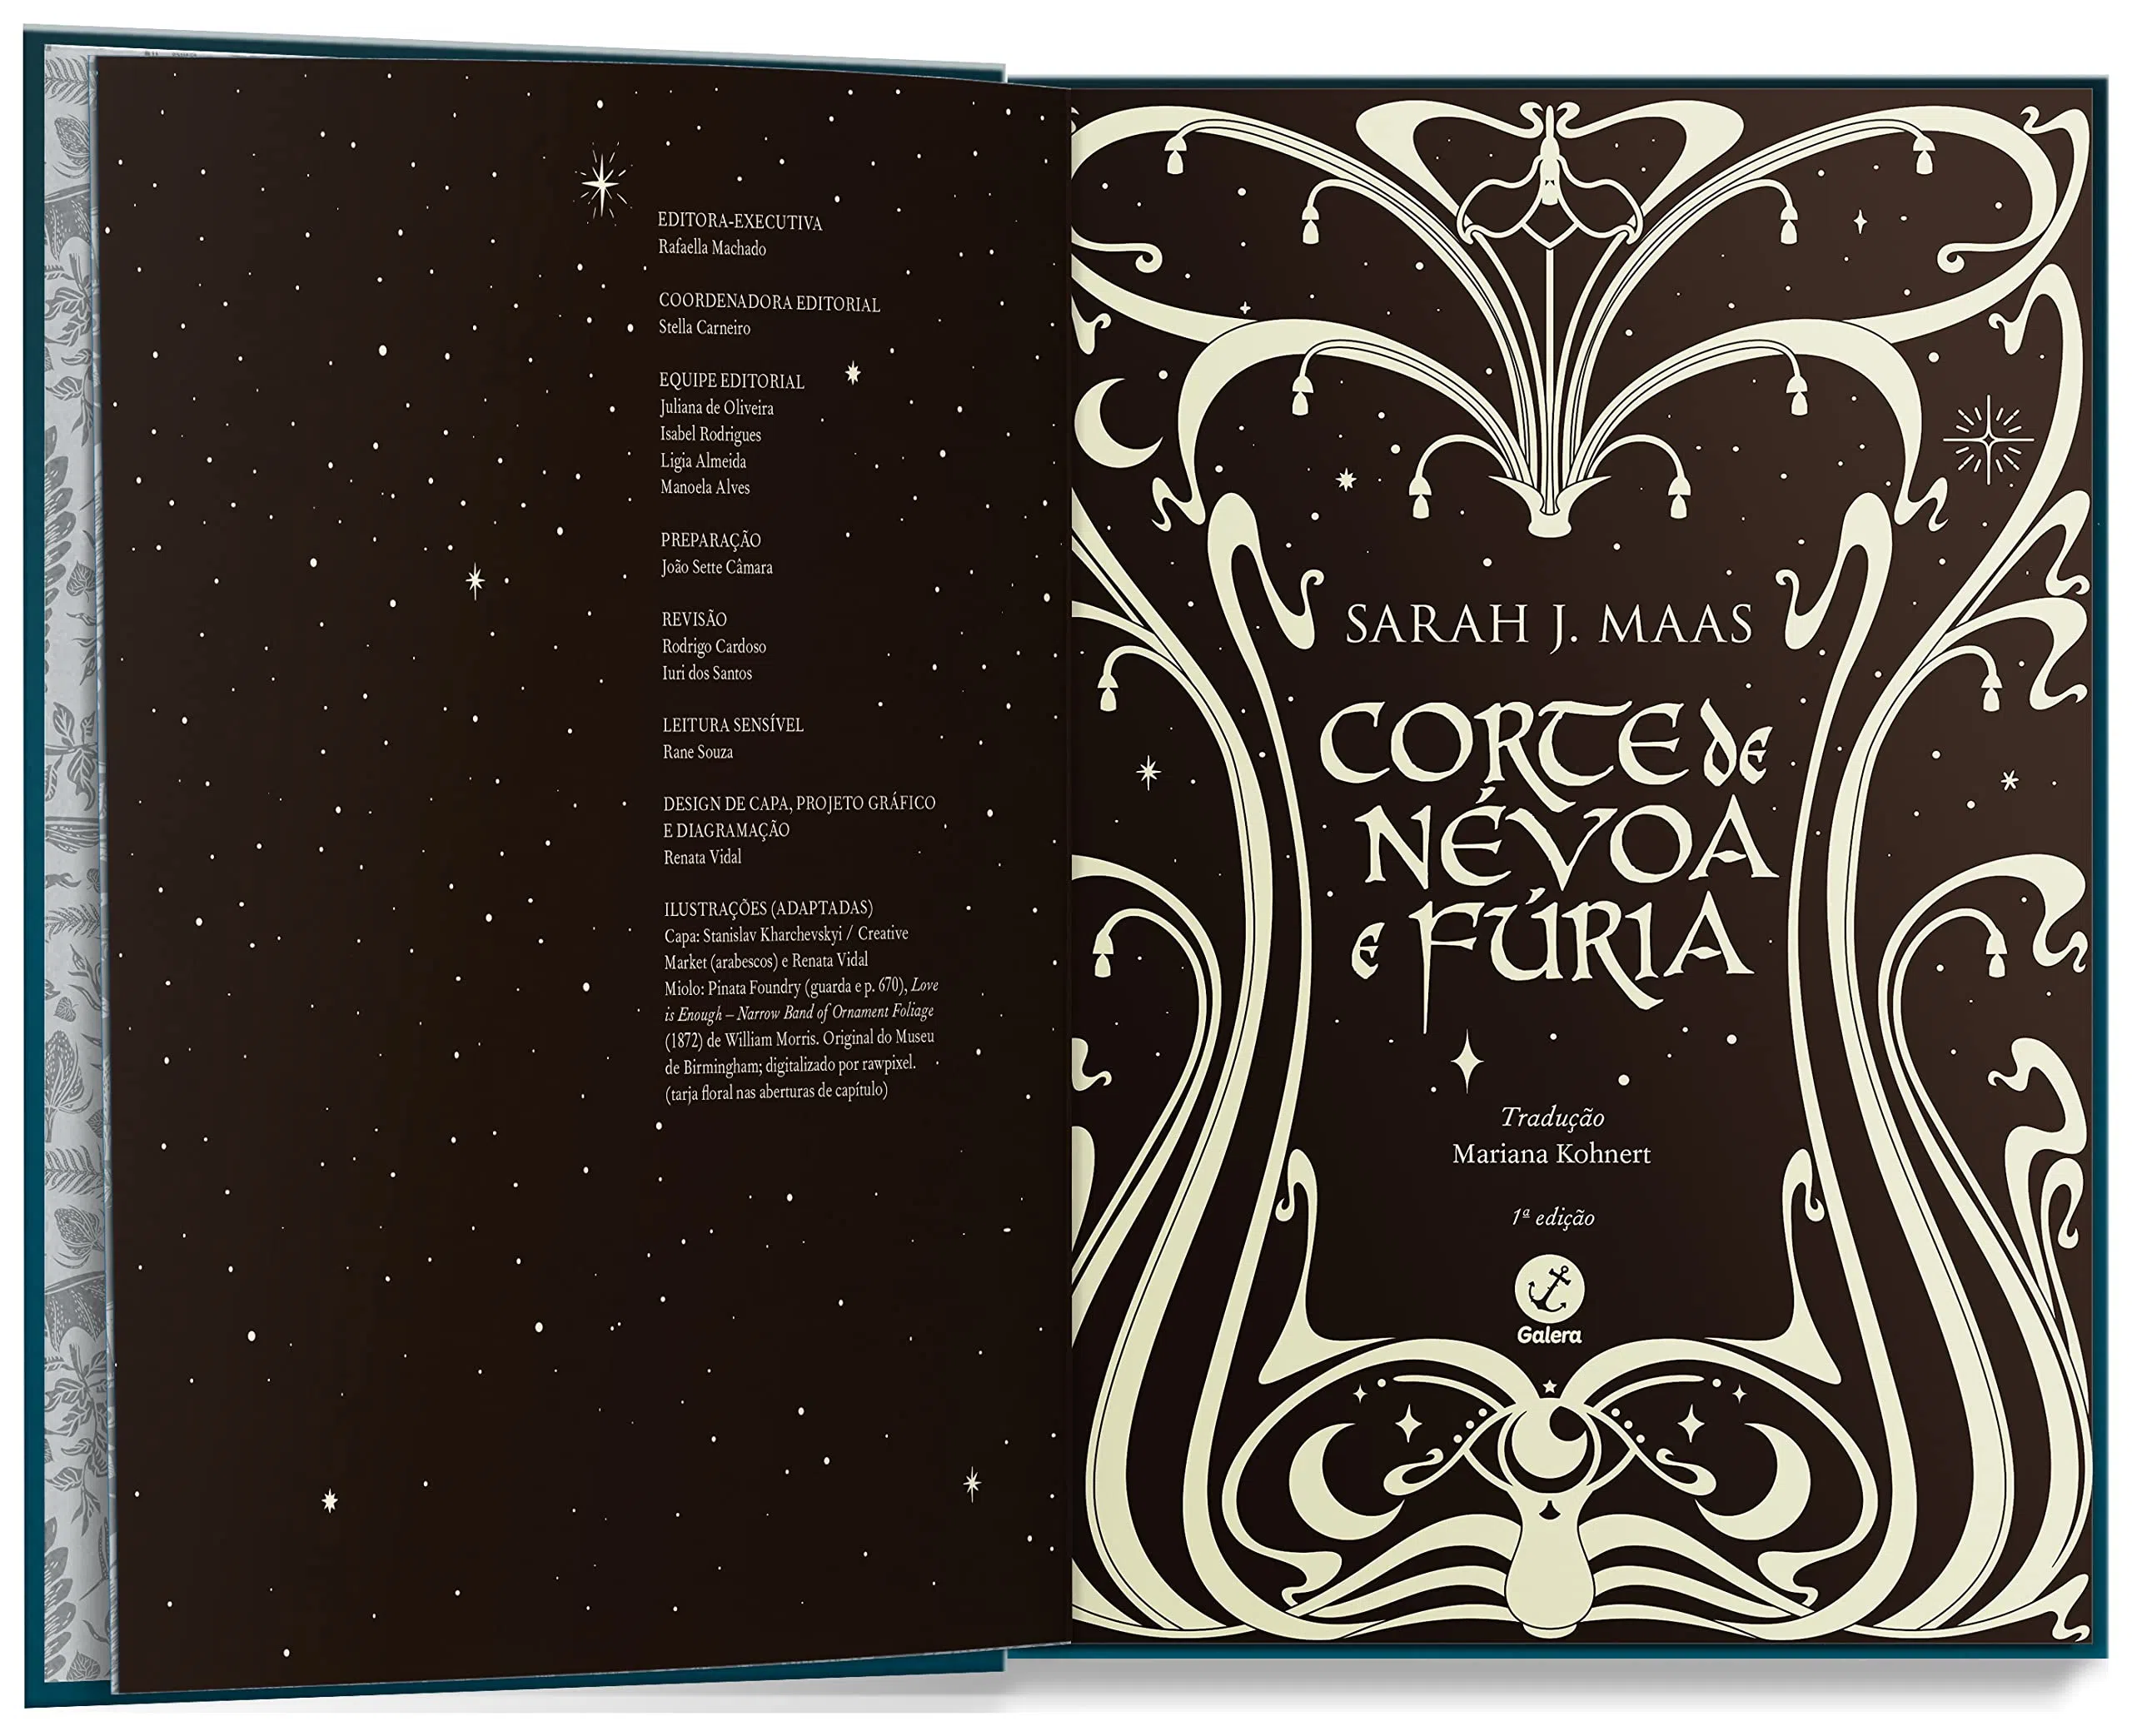 EDITORA-EXECUTIVA
Rafaella Machado
COORDENADORA EDITORIAL
Stella Carneiro
EQUIPE EDITORIAL
Juliana de Oliveira
Isabel Rodrigues
Ligia Almeida
Manoela Alves
PREPARAÇÃO
João Sette Câmara
REVISÃO
Rodrigo Cardoso
Iuri dos Santos
LEITURA SENSÍVEL
Rane Souza
DESIGN DE CAPA, PROJETO GRÁFICO
E DIAGRAMAÇÃO
Renata Vidal
ILUSTRAÇÕES (ADAPTADAS)
Capa: Stanislav Kharchevskyi / Creative
Market (arabescos) e Renata Vidal
Miolo: Pinata Foundry (guarda e p. 670), Love
is Enough – Narrow Band of Ornament Foliage
(1872) de William Morris. Original do Museu
de Birmingham; digitalizado por rawpixel.
(tarja floral nas aberturas de capítulo)
SARAH J. MAAS
CORTE DE
NÉVOA
E FÚRIA
Tradução
Mariana Kohnert
1ª edição
Galera